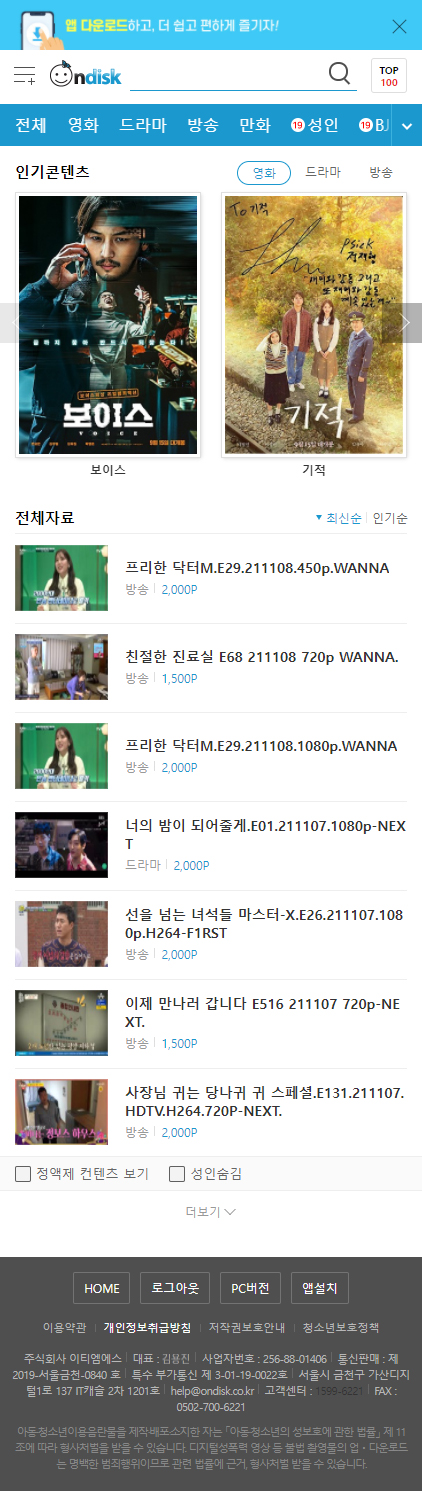 앱 다운로드하고, 더 쉽고 편하게 즐기자!
ndisk
TOP
100
전체 영화 드라마 방송 만화 19 성인 19 BJ
인기콘텐츠
영화 드라마 방송
To 기적
보이스
VOICE
기적
보이스
기적
전체자료
최신순 인기순
프리한 닥터M.E29.211108.450p.WANNA
방송 2,000P
친절한 진료실 E68 211108 720p WANNA.
방송 1,500P
프리한 닥터M.E29.211108.1080p.WANNA
방송 2,000P
너의 밤이 되어줄게.E01.211107.1080p-NEX
T
드라마 2,000P
선을 넘는 녀석들 마스터-X.E26.211107.108
0p.H264-F1RST
방송 2,000P
이제 만나러 갑니다 E516 211107 720p-NE
XT.
방송 1,500P
사장님 귀는 당나귀 귀 스페셜.E131.211107.
HDTV.H264.720P-NEXT.
방송 2,000P
정액제 컨텐츠 보기 성인숨김
더보기
HOME 로그아웃 PC버전 앱설치
이용약관 개인정보취급방침 저작권보호안내 청소년보호정책
주식회사 이티엠에스 대표 : 김용진 사업자번호 : 256-88-01406 통신판매 : 제
2019-서울금천-0840 호 특수 부가통신 제 3-01-19-0022호 서울시 금천구 가산디지
털1로 137 IT캐슬 2차 1201호 help@ondisk.co.kr 고객센터 : 1599-6221 FAX :
0502-700-6221
아동·청소년이용음란물을 제작·배포·소지한 자는 「아동·청소년의 성보호에 관한 법률」 제 11
조에 따라 형사처벌을 받을 수 있습니다. 디지털성폭력 영상 등 불법 촬영물의 업・다운로드
는 명백한 범죄행위이므로 관련 법률에 근거, 형사처벌 받을 수 있습니다.